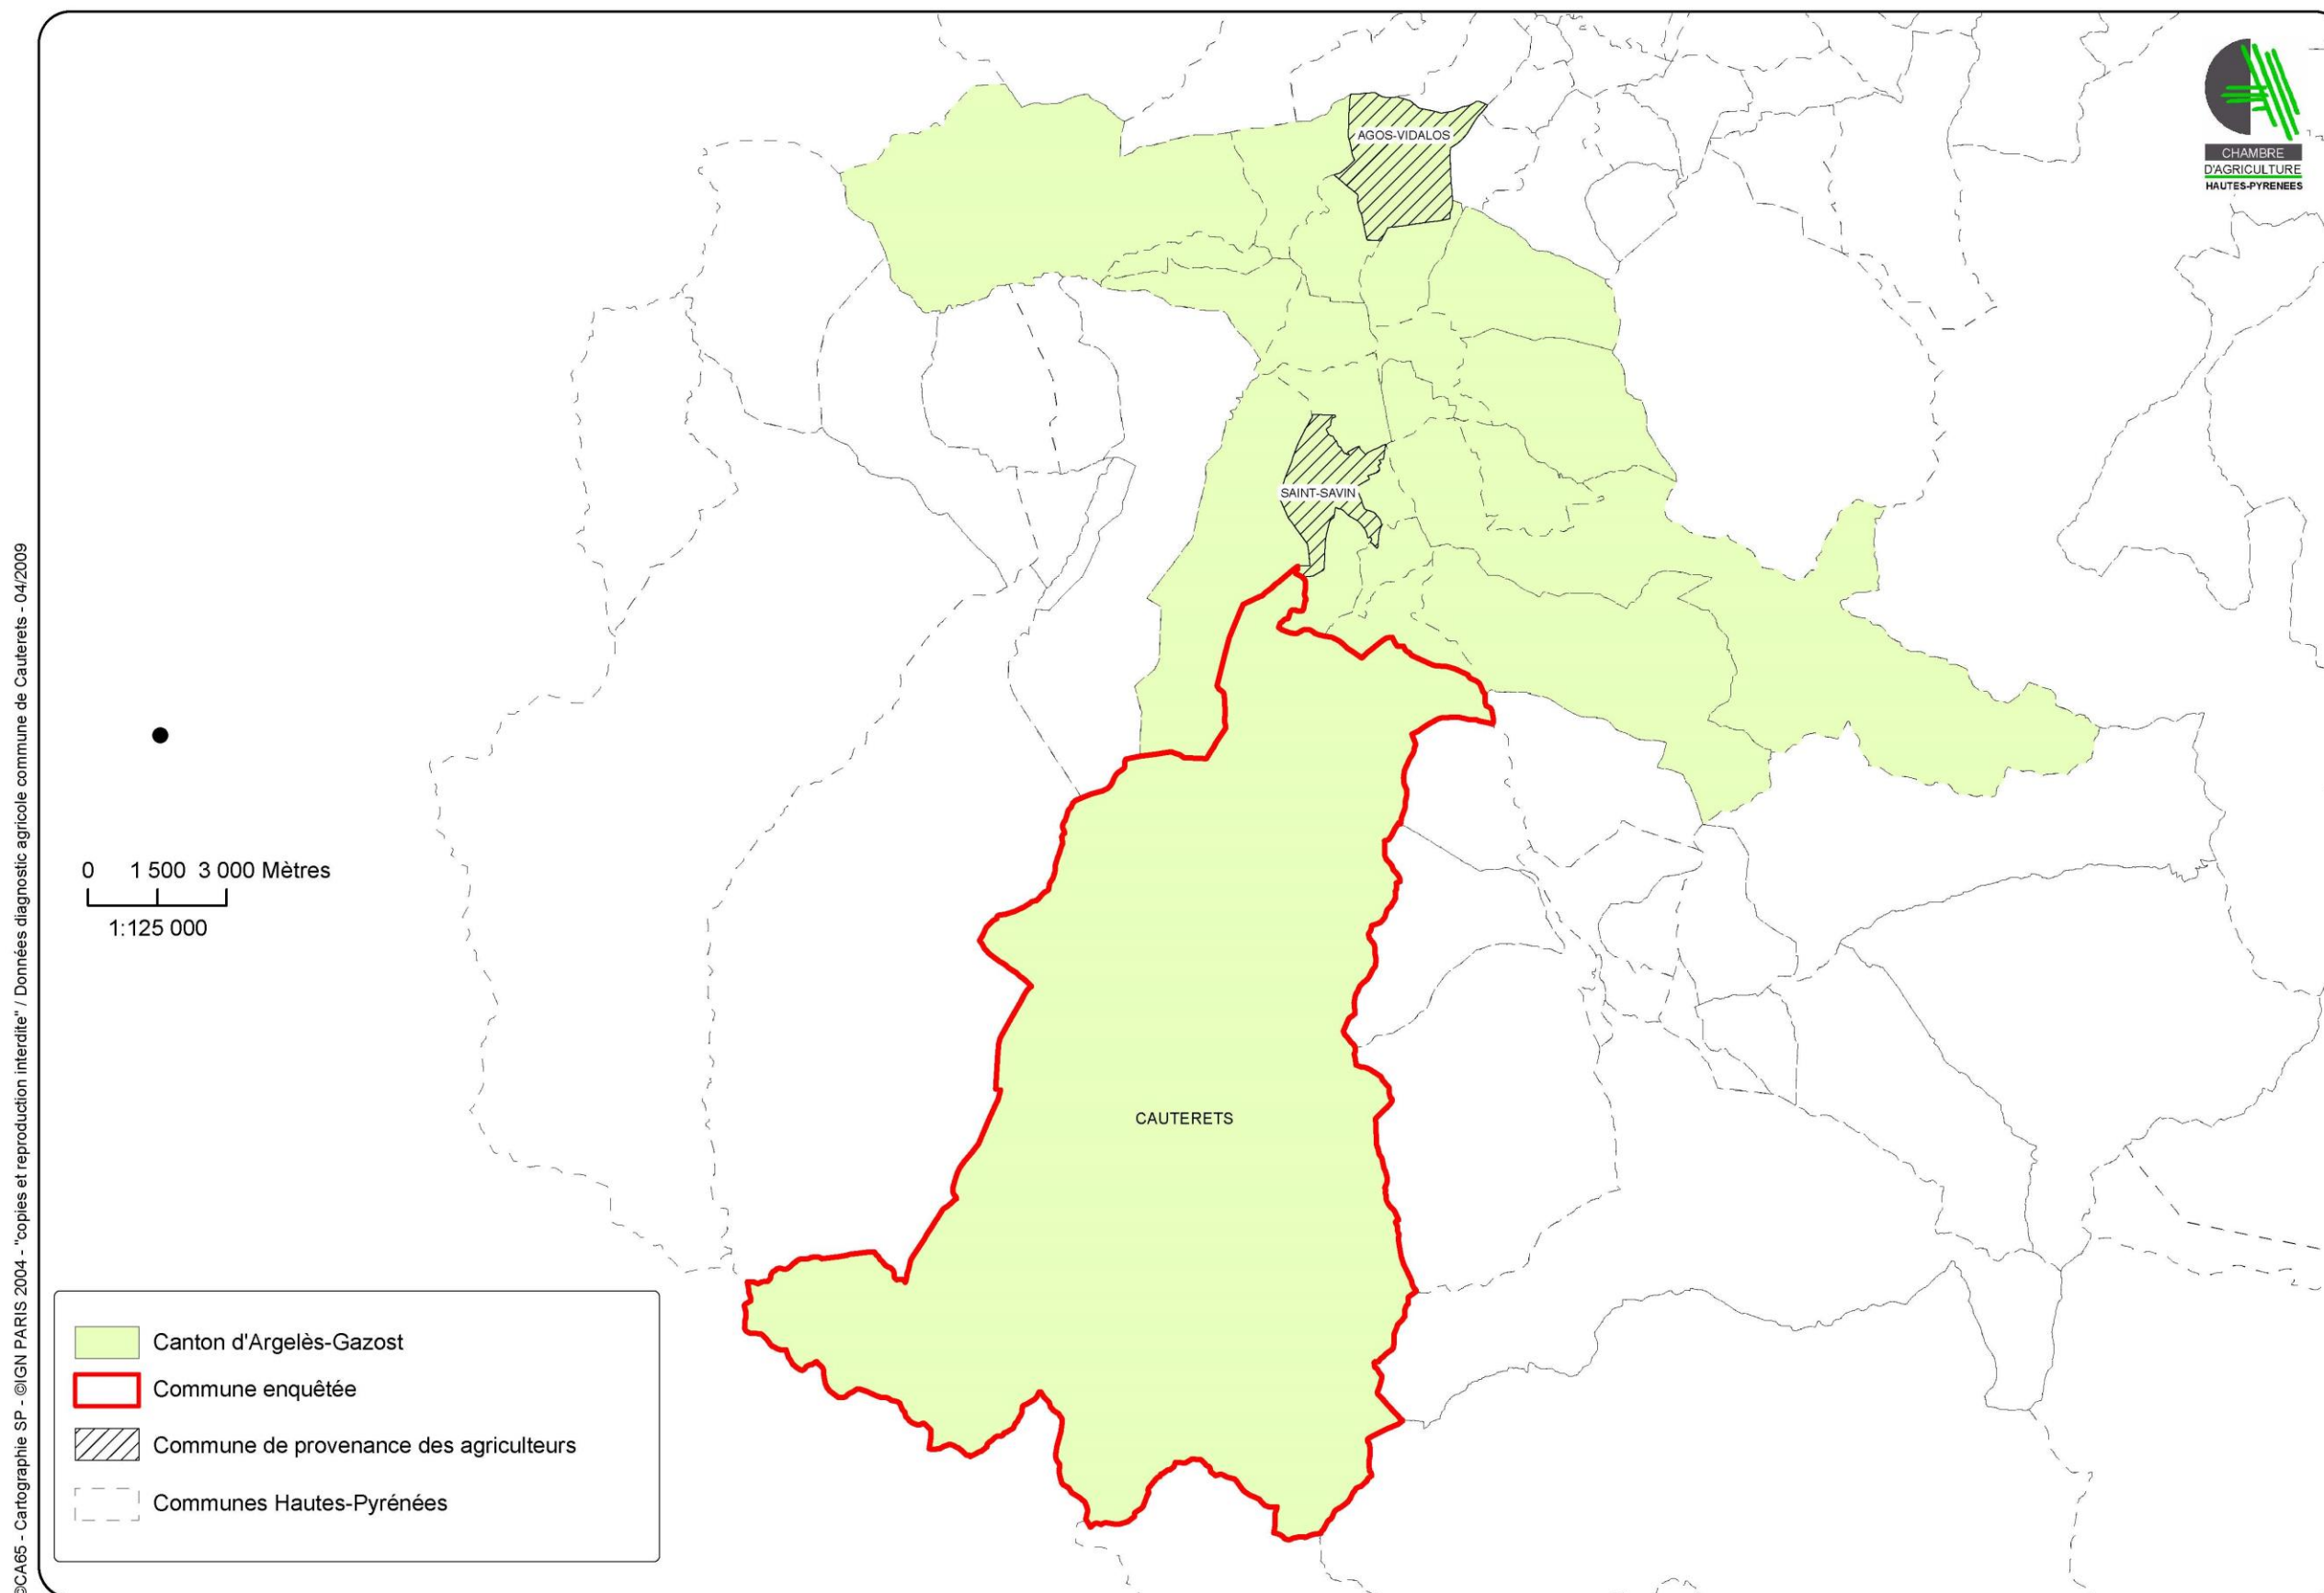 AGOS-VIDALOS
CHAMBRE
D'AGRICULTURE
HAUTES-PYRENEES
SAINT-SAVIN
0 1 500 3 000 Mètres
1:125 000
CAUTERETS
Canton d'Argelès-Gazost
Commune enquêtée
Commune de provenance des agriculteurs
Communes Hautes-Pyrénées
©CA65 - Cartographie SP - ©IGN PARIS 2004 - "copies et reproduction interdite" / Données diagnostic agricole commune de Cauterets - 04/2009